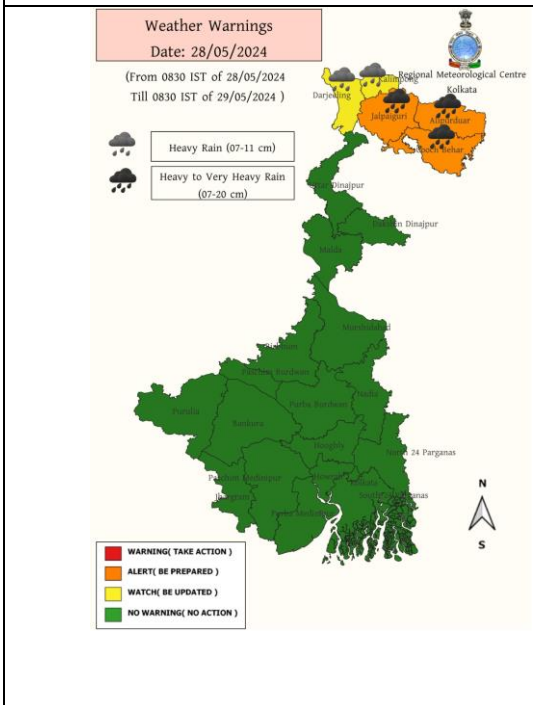 Weather Warnings
Date: 28/05/2024
(From 0830 IST of 28/05/2024
Till 0830 IST of 29/05/2024 )
Regional Meteorological Centre
Kolkata
Heavy Rain (07-11 cm)
Heavy to Very Heavy Rain
(07-20 cm)
Darjeeling
Kalimpong
Jalpaiguri
Alipurduar
Cooch Behar
Uttar Dinajpur
Dakshin Dinajpur
Malda
Murshidabad
Birbhum
Paschim Bardhaman
Nadia
Purba Bardwan
Purulia
Bankura
Hooghly
North 24 Parganas
Paschim Medinipur
Howrah
Kolkata
Jhargram
South 24 Parganas
Purba Medinipur
N
S
WARNING( TAKE ACTION )
ALERT( BE PREPARED )
WATCH( BE UPDATED )
NO WARNING( NO ACTION )